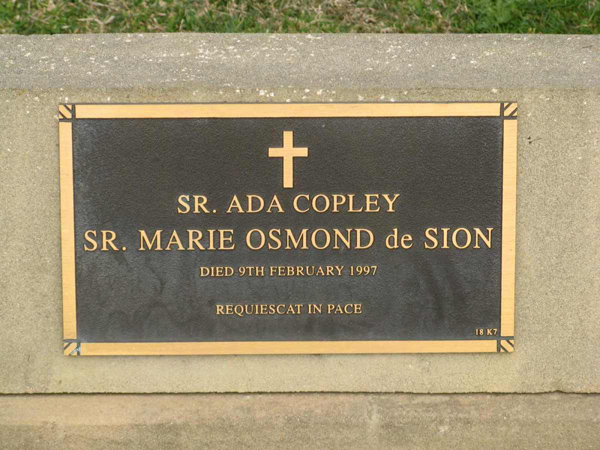 SR. ADA COPLEY
SR. MARIE OSMOND de SION
DIED 9TH FEBRUARY 1997
REQUIESCAT IN PACE
18 K7